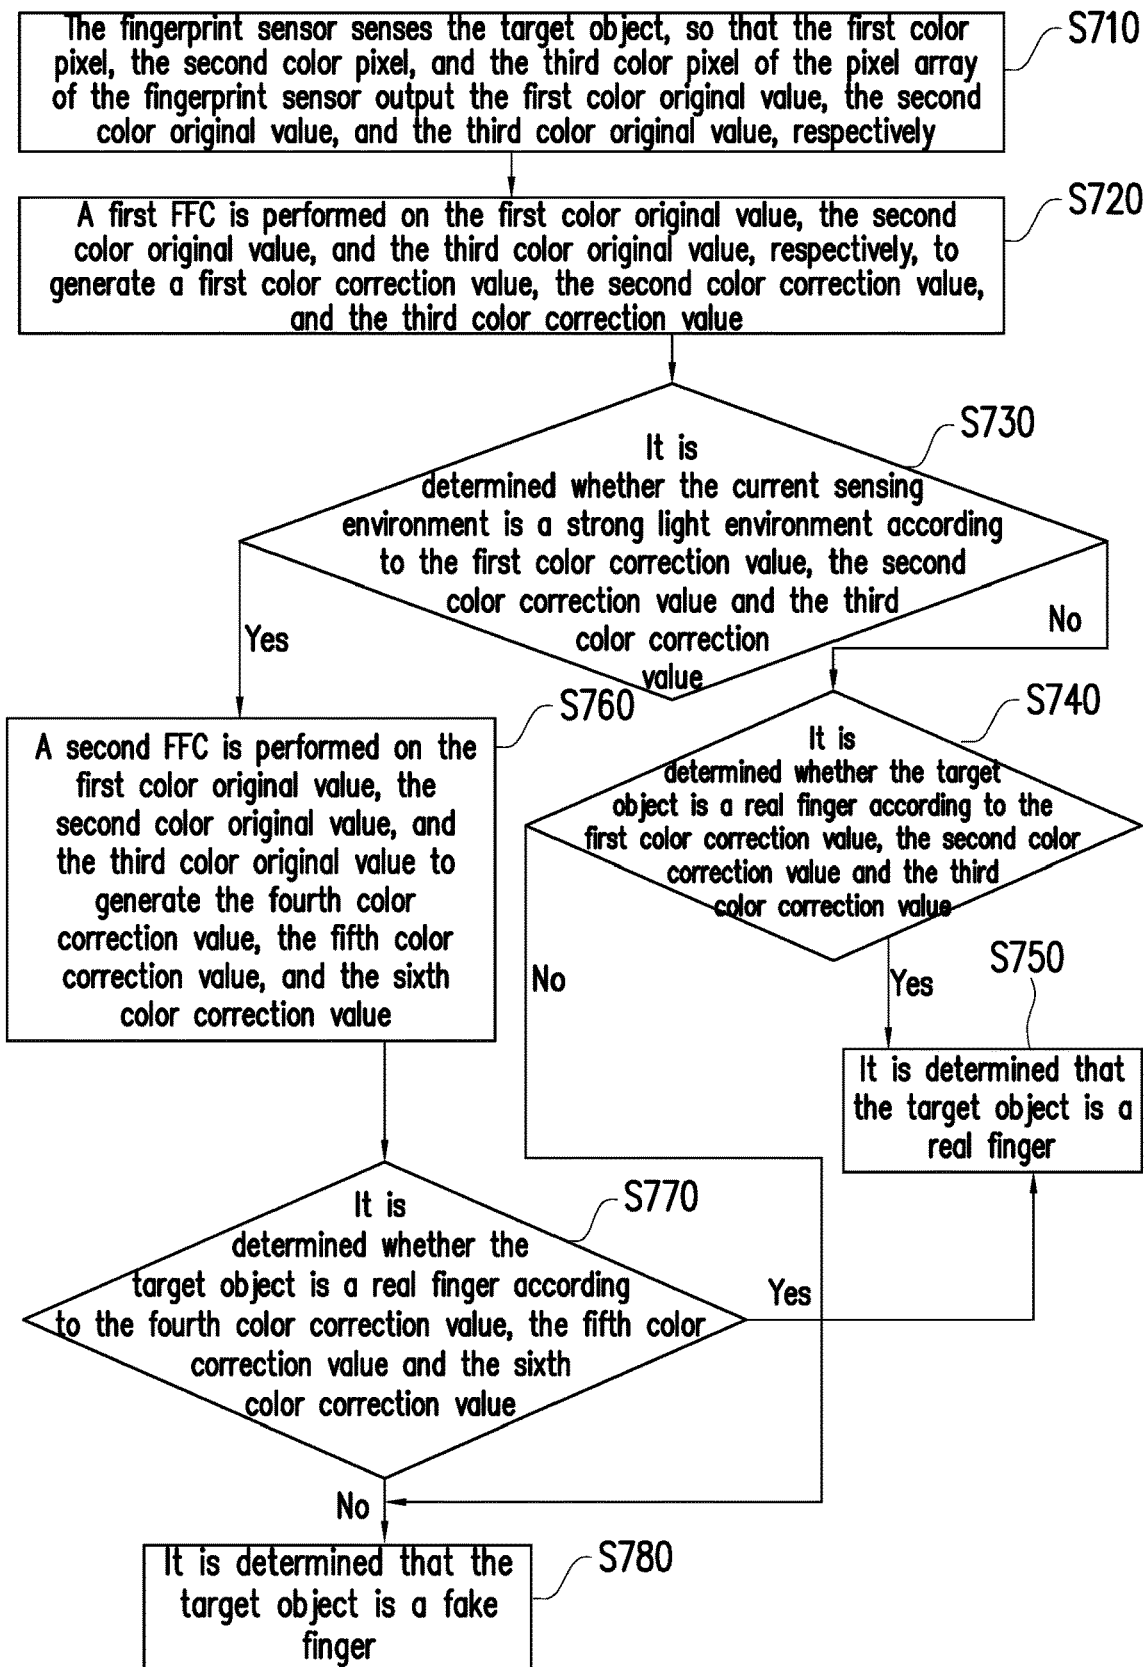 The fingerprint sensor senses the target object, so that the first color
pixel, the second color pixel, and the third color pixel of the pixel array
of the fingerprint sensor output the first color original value, the second
color original value, and the third color original value, respectively
S710
A first FFC is performed on the first color original value, the second
color original value, and the third color original value, respectively, to
generate a first color correction value, the second color correction value,
and the third color correction value
S720
It is
determined whether the current sensing
environment is a strong light environment according
to the first color correction value, the second
color correction value and the third
color correction
value
S730
Yes
No
A second FFC is performed on the
first color original value, the
second color original value, and
the third color original value to
generate the fourth color
correction value, the fifth color
correction value, and the sixth
color correction value
S760
It is
determined whether the target
object is a real finger according to the
first color correction value, the second color
correction value and the third
color correction value
S740
No
Yes
S750
It is determined that
the target object is a
real finger
It is
determined whether the
target object is a real finger according
to the fourth color correction value, the fifth color
correction value and the sixth
color correction value
S770
Yes
No
It is determined that the
target object is a fake
finger
S780